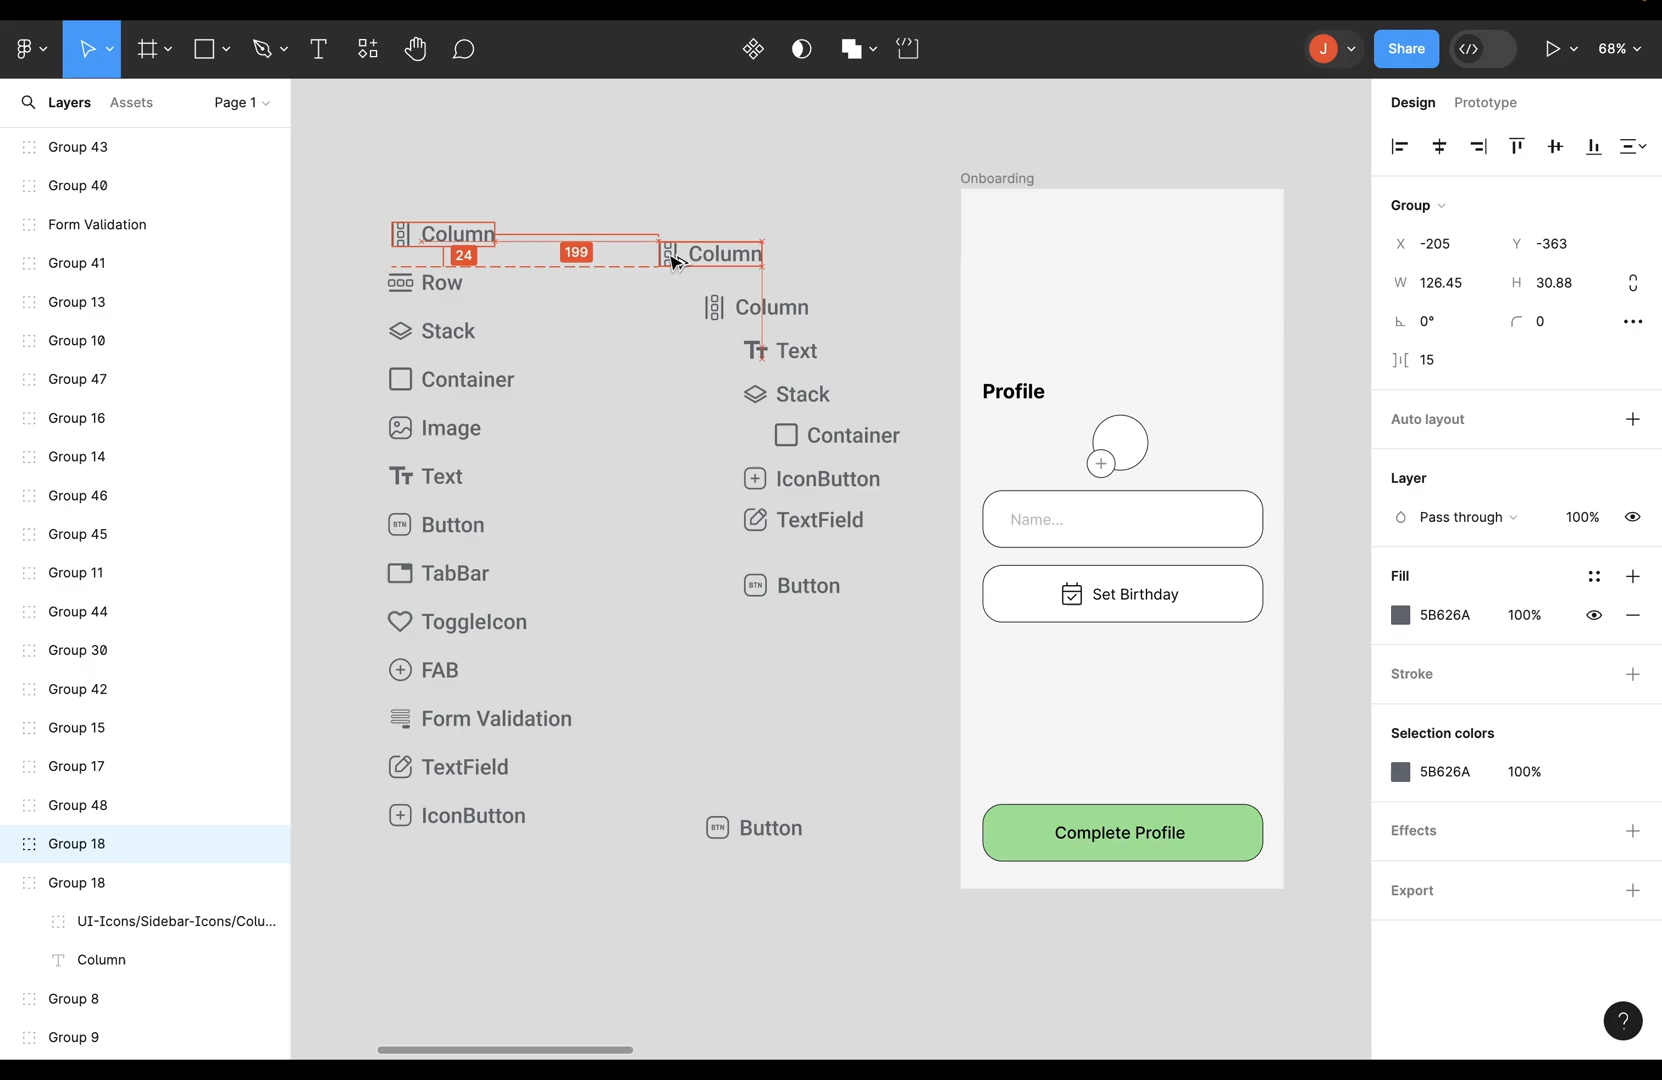 J
Share
68%
Layers
Assets
Page 1
Design
Prototype
Group 43
Group 40
Form Validation
Group 41
Group 13
Group 10
Group 47
Group 16
Group 14
Group 46
Group 45
Group 11
Group 44
Group 30
Group 42
Group 15
Group 17
Group 48
Group 18
Group 18
UI-Icons/Sidebar-Icons/Colu...
Column
Group 8
Group 9
Column
24
199
Row
Stack
Container
Image
Tт Text
BTN Button
TabBar
ToggleIcon
FAB
Form Validation
TextField
IconButton
Column
Column
Tт Text
Stack
Container
IconButton
TextField
BTN Button
BTN Button
Onboarding
Profile
Name...
Set Birthday
Complete Profile
Group
X -205
Y -363
W 126.45
H 30.88
0°
0
15
Auto layout
Layer
Pass through
100%
Fill
5B626A
100%
Stroke
Selection colors
5B626A
100%
Effects
Export
?